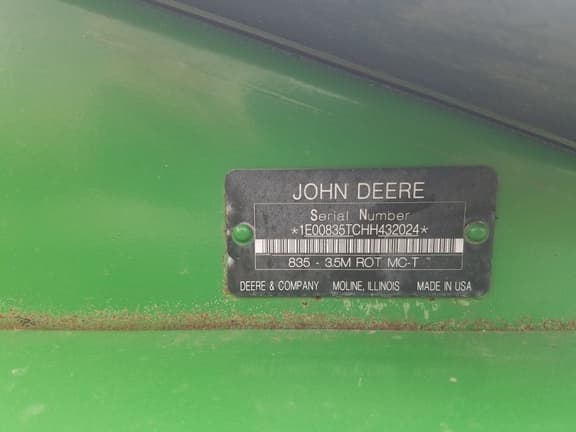 JOHN DEERE
Serial Number
*1E00835TCHH432024*
835 - 3.5M ROT MC-T
DEERE & COMPANY MOLINE, ILLINOIS MADE IN USA